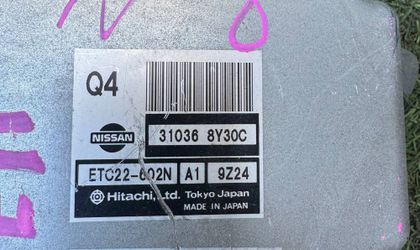 Q4
NISSAN
31036 8Y30C
ETC22-602N A1 9Z24
Hitachi, Ltd. Tokyo Japan
MADE IN JAPAN